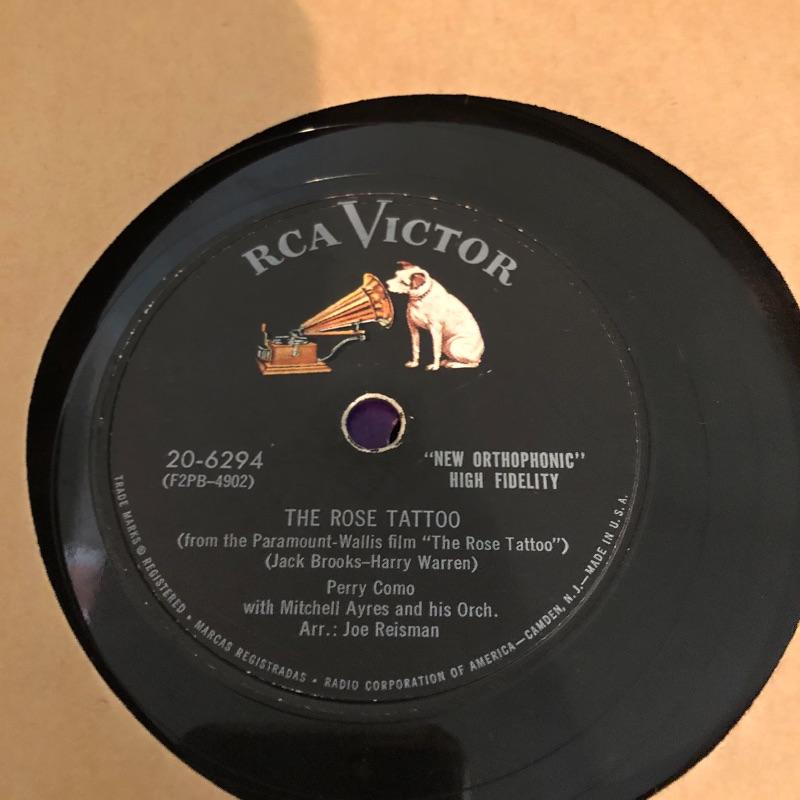 RCA VICTOR
20-6294
(F2PB-4902)
"NEW ORTHOPHONIC"
HIGH FIDELITY
THE ROSE TATTOO
(from the Paramount-Wallis film "The Rose Tattoo")
(Jack Brooks-Harry Warren)
Perry Como
with Mitchell Ayres and his Orch.
Arr.: Joe Reisman
TRADE MARKS ® REGISTERED • MARCAS REGISTRADAS • RADIO CORPORATION OF AMERICA—CAMDEN, N.J.—MADE IN U.S.A.